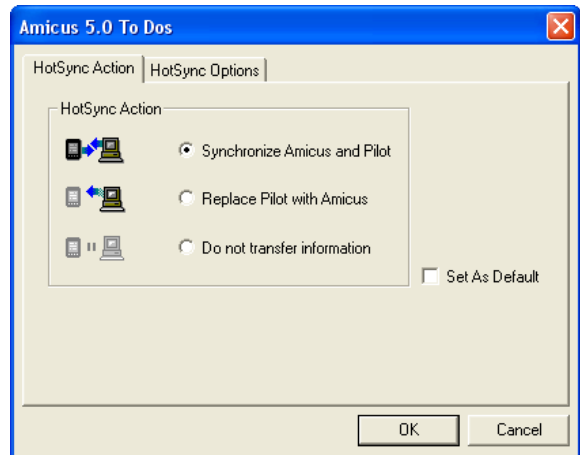 Amicus 5.0 To Dos
HotSync Action HotSync Options
HotSync Action
Synchronize Amicus and Pilot
Replace Pilot with Amicus
Do not transfer information
Set As Default
OK Cancel